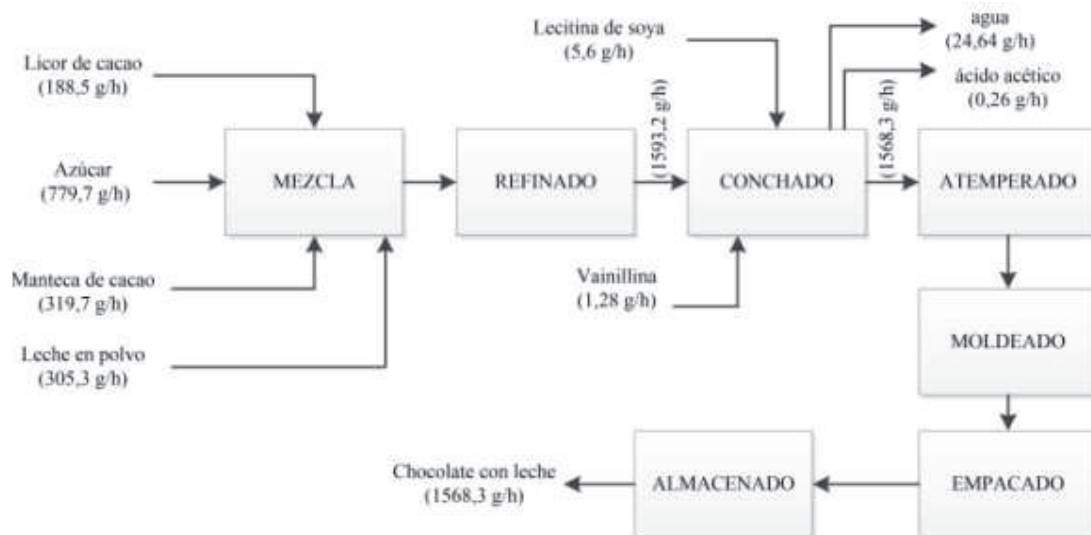 Licor de cacao
(188,5 g/h)
Azúcar
(779,7 g/h)
Manteca de cacao
(319,7 g/h)
Leche en polvo
(305,3 g/h)
MEZCLA
REFINADO
(1593,2 g/h)
Lecitina de soya
(5,6 g/h)
Vainillina
(1,28 g/h)
CONCHADO
agua
(24,64 g/h)
ácido acético
(0,26 g/h)
(1568,3 g/h)
ATEMPERADO
MOLDEADO
EMPACADO
ALMACENADO
Chocolate con leche
(1568,3 g/h)